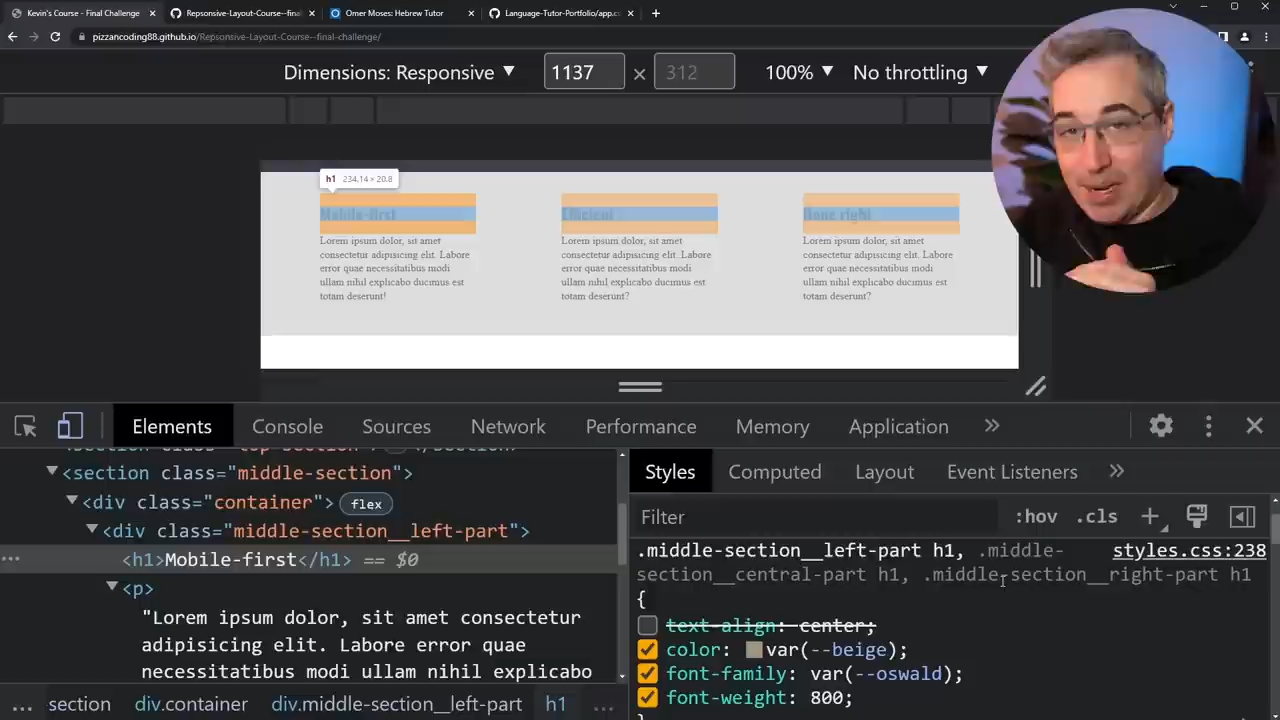 Kevin's Course - Final Challenge
Repsonsive-Layout-Course--final-
Omer Moses: Hebrew Tutor
Language-Tutor-Portfolio/app.c
pizzancoding88.github.io/Repsonsive-Layout-Course--final-challenge/
Dimensions: Responsive ▼ 1137 × 312 100% ▼ No throttling ▼
h1 234.14 × 20.8
Mobile-first Efficient Done right
Lorem ipsum dolor, sit amet
consectetur adipisicing elit. Labore
error quae necessitatibus modi
ullam nihil explicabo ducimus est
totam deserunt!
Lorem ipsum dolor, sit amet
consectetur adipisicing elit. Labore
error quae necessitatibus modi
ullam nihil explicabo ducimus est
totam deserunt?
Lorem ipsum dolor, sit amet
consectetur adipisicing elit. Labore
error quae necessitatibus modi
ullam nihil explicabo ducimus est
totam deserunt?
Elements Console Sources Network Performance Memory Application »
<section class="middle-section">
<div class="container"> flex
<div class="middle-section__left-part">
<h1>Mobile-first</h1> == $0
<p>
"Lorem ipsum dolor, sit amet consectetur
adipisicing elit. Labore error quae
necessitatibus modi ullam nihil explicabo
... section div.container div.middle-section__left-part h1 ...
Styles Computed Layout Event Listeners »
Filter :hov .cls +
.middle-section__left-part h1, .middle- styles.css:238
section__central-part h1, .middle-section__right-part h1
{
text-align: center;
color: var(--beige);
font-family: var(--oswald);
font-weight: 800;